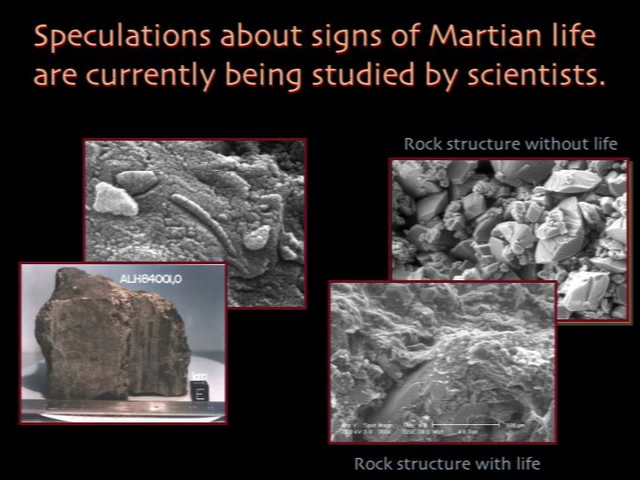 Speculations about signs of Martian life
are currently being studied by scientists.
Rock structure without life
ALH84001,0
E
Rock structure with life